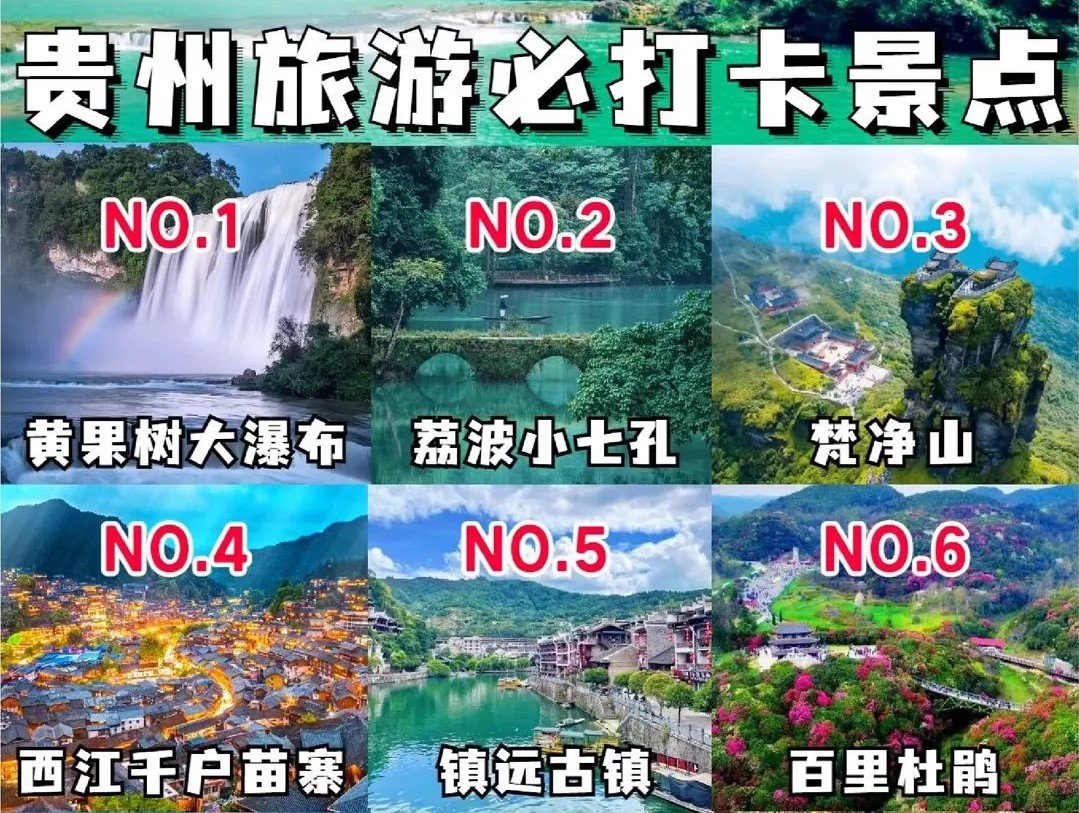 贵州旅游必打卡景点
NO.1
NO.2
NO.3
黄果树大瀑布
荔波小七孔
梵净山
NO.4
NO.5
NO.6
西江千户苗寨
镇远古镇
百里杜鹃